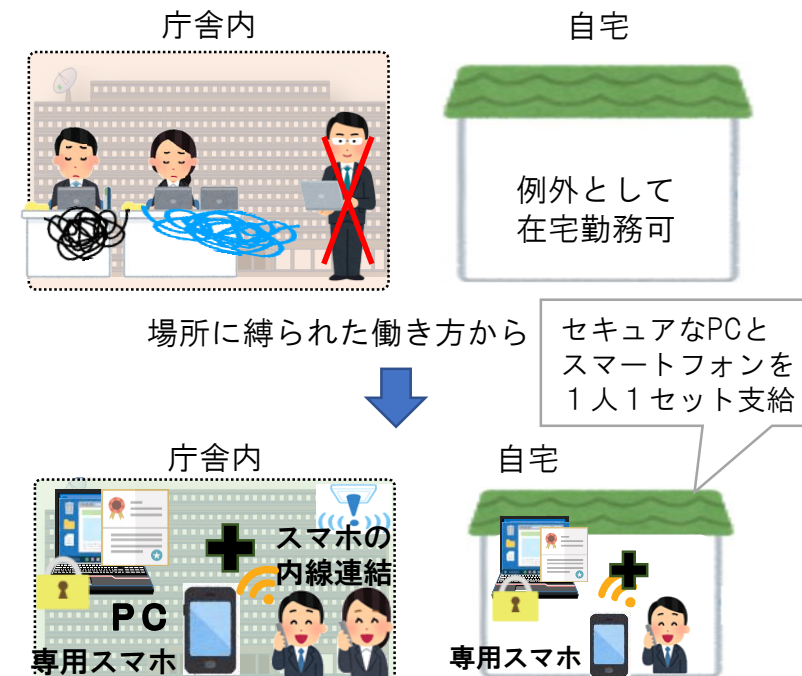 庁舎内
自宅
例外として
在宅勤務可
場所に縛られた働き方から
セキュアなPCと
スマートフォンを
１人１セット支給
庁舎内
自宅
スマホの
内線連結
ＰＣ
専用スマホ
専用スマホ